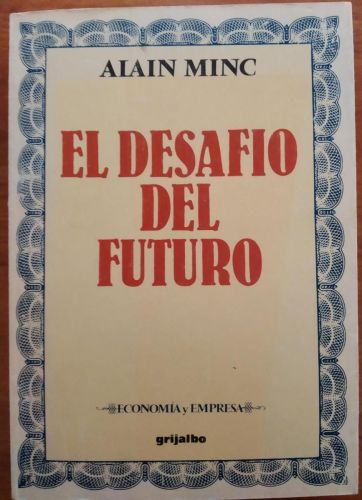 ALAIN MINC
EL DESAFIO
DEL
FUTURO
ECONOMÍA y EMPRESA
grijalbo